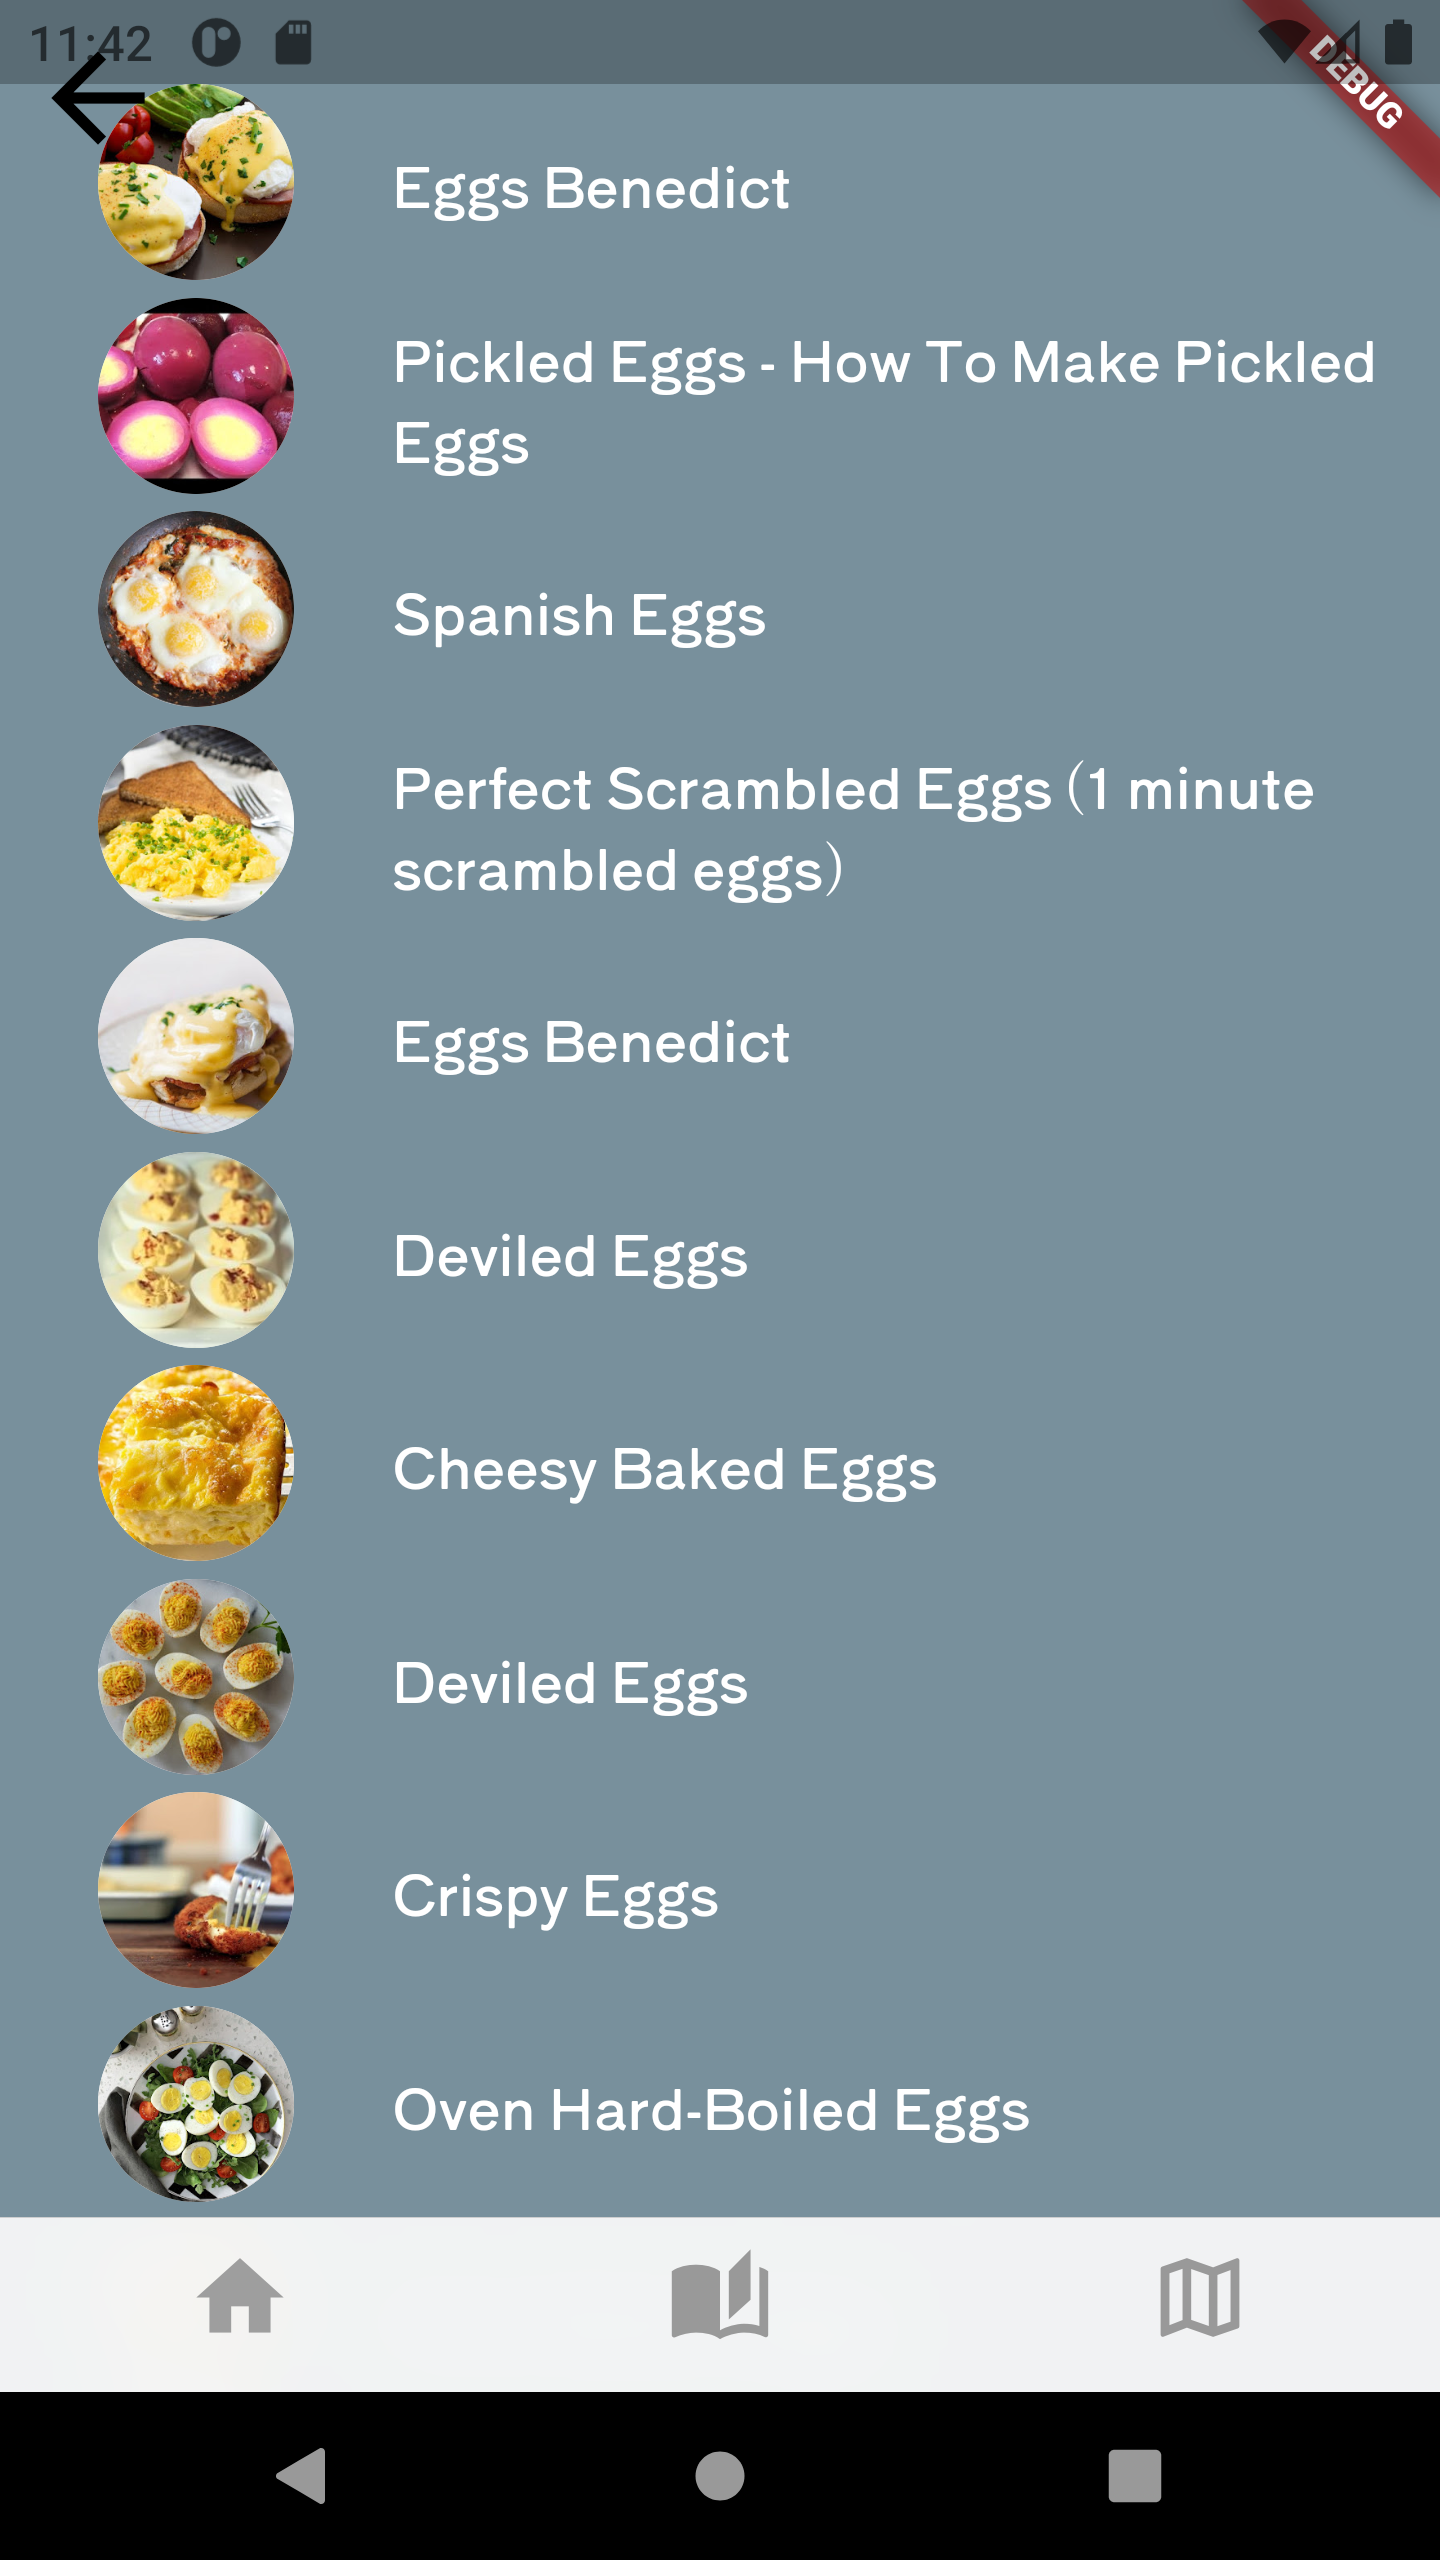 11:42
DEBUG
Eggs Benedict
Pickled Eggs - How To Make Pickled
Eggs
Spanish Eggs
Perfect Scrambled Eggs (1 minute
scrambled eggs)
Eggs Benedict
Deviled Eggs
Cheesy Baked Eggs
Deviled Eggs
Crispy Eggs
Oven Hard-Boiled Eggs